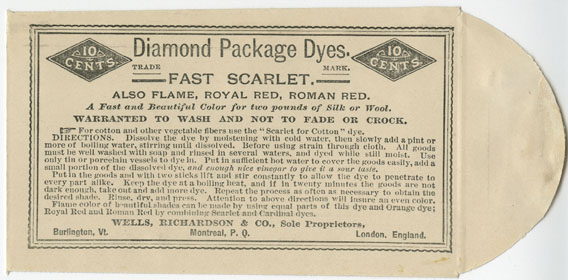 10 CENTS. Diamond Package Dyes. 10 CENTS.
TRADE MARK.
FAST SCARLET.
ALSO FLAME, ROYAL RED, ROMAN RED.
A Fast and Beautiful Color for two pounds of Silk or Wool.
WARRANTED TO WASH AND NOT TO FADE OR CROCK.
☞ For cotton and other vegetable fibers use the "Scarlet for Cotton" dye.
DIRECTIONS. Dissolve the dye by moistening with cold water, then slowly add a pint or
more of boiling water, stirring until dissolved. Before using strain through cloth. All goods
must be well washed with soap and rinsed in several waters, and dyed while still moist. Use
only tin or porcelain vessels to dye in. Put in sufficient hot water to cover the goods easily, add a
small portion of the dissolved dye, and enough nice vinegar to give it a sour taste.
Put in the goods and with two sticks lift and stir constantly to allow the dye to penetrate to
every part alike. Keep the dye at a boiling heat, and if in twenty minutes the goods are not
dark enough, take out and add more dye. Repeat the process as often as necessary to obtain the
desired shade. Rinse, dry, and press. Attention to above directions will insure an even color.
Flame color of beautiful shades can be made by using equal parts of this dye and Orange dye;
Royal Red and Roman Red by combining Scarlet and Cardinal dyes.
WELLS, RICHARDSON & CO., Sole Proprietors,
Burlington, Vt. Montreal, P. Q. London, England.